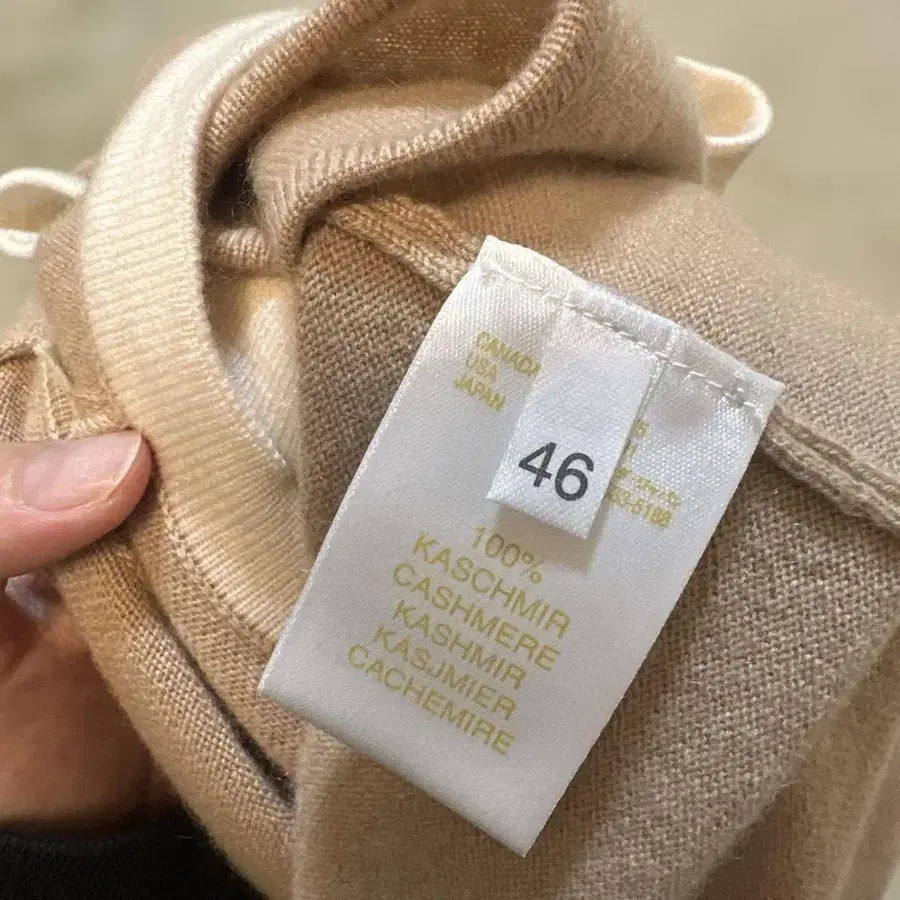 CANADA
USA
JAPAN
46
100%
KASCHMIR
CASHMERE
KASHMIR
KASJMIER
CACHEMIRE